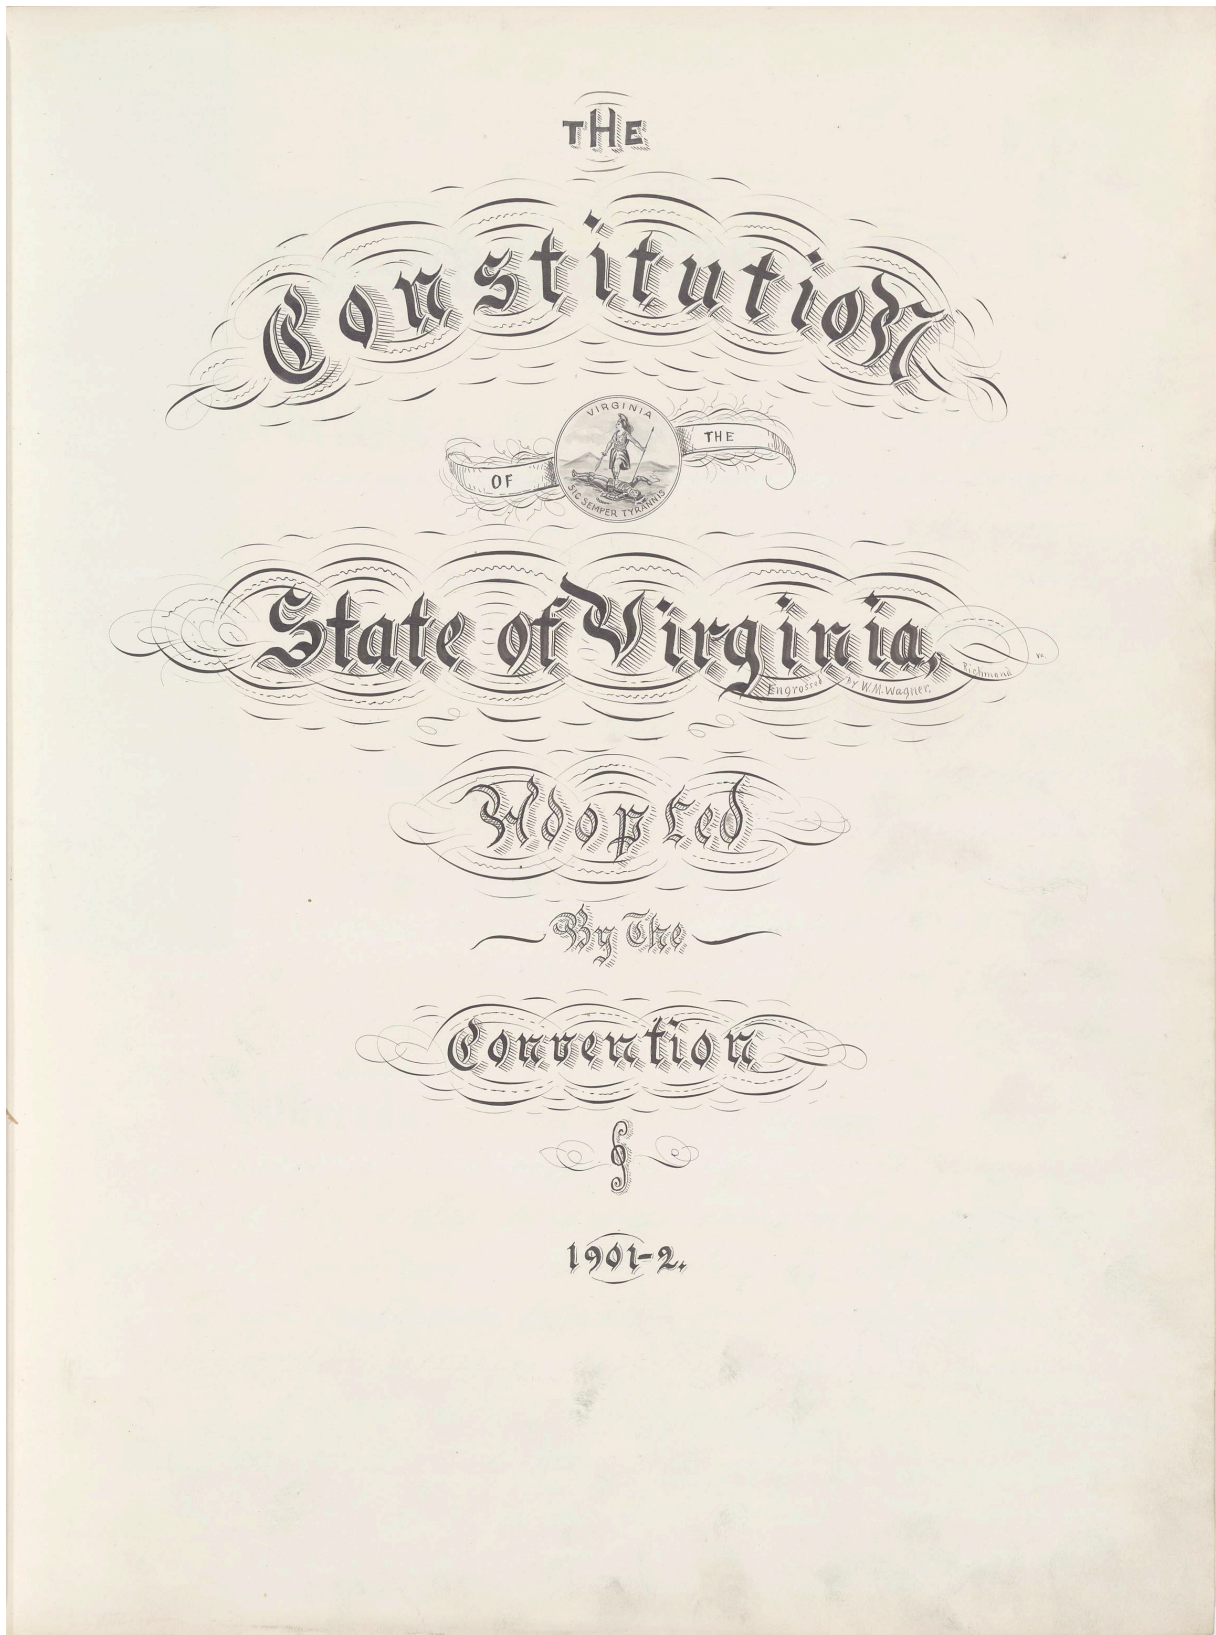 THE
Constitution
OF THE
VIRGINIA
SIC SEMPER TYRANNIS
State of Virginia,
Engrossed by W. M. Wagner, Richmond Va.
Adopted
By The
Convention
1901-2.